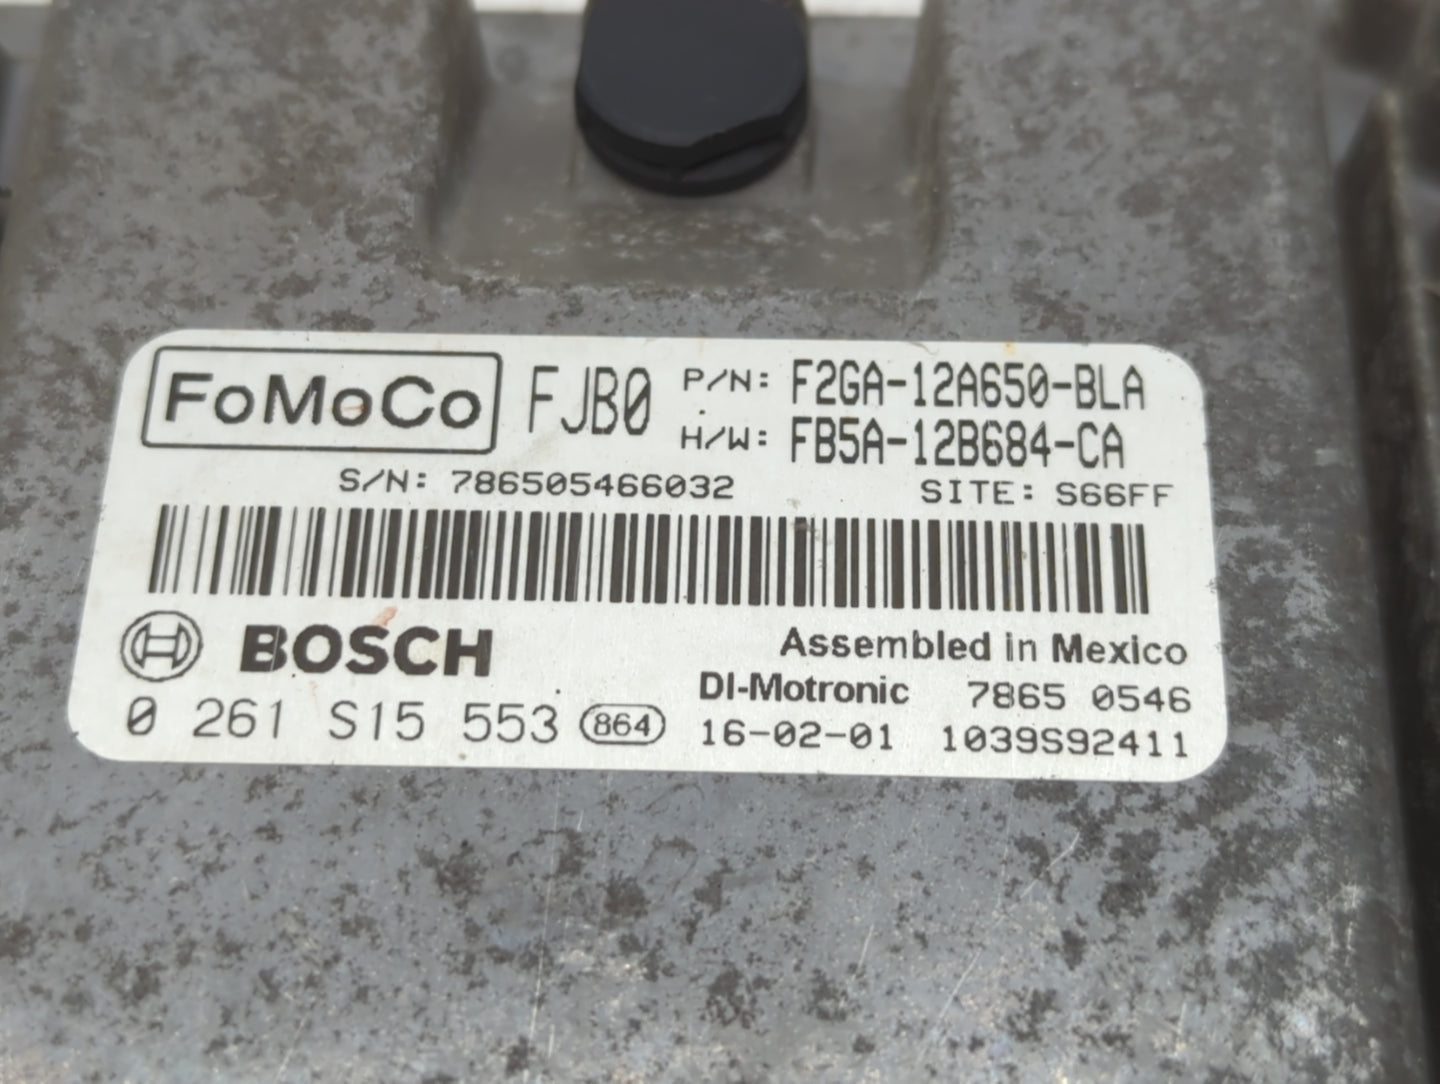 FoMoCo FJB0 P/N: F2GA-12A650-BLA
H/W: FB5A-12B684-CA
S/N: 786505466032 SITE: S66FF
BOSCH Assembled in Mexico
DI-Motronic 7865 0546
0 261 S15 553 864 16-02-01 1039S92411